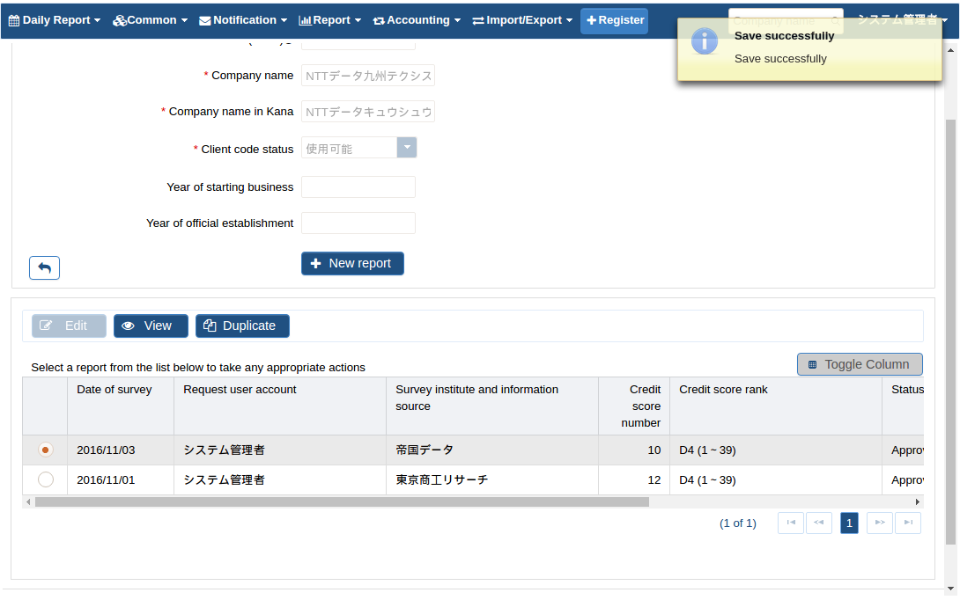 Daily Report Common Notification Report Accounting Import/Export Register システム管理者
Save successfully
Save successfully
* Company name NTTデータ九州テクシス
* Company name in Kana NTTデータキュウシュウ
* Client code status 使用可能
Year of starting business
Year of official establishment
New report
Edit View Duplicate
Select a report from the list below to take any appropriate actions
Toggle Column
Date of survey Request user account Survey institute and information source Credit score number Credit score rank Status
2016/11/03 システム管理者 帝国データ 10 D4 (1 ~ 39)
2016/11/01 システム管理者 東京商工リサーチ 12 D4 (1 ~ 39)
(1 of 1) 1